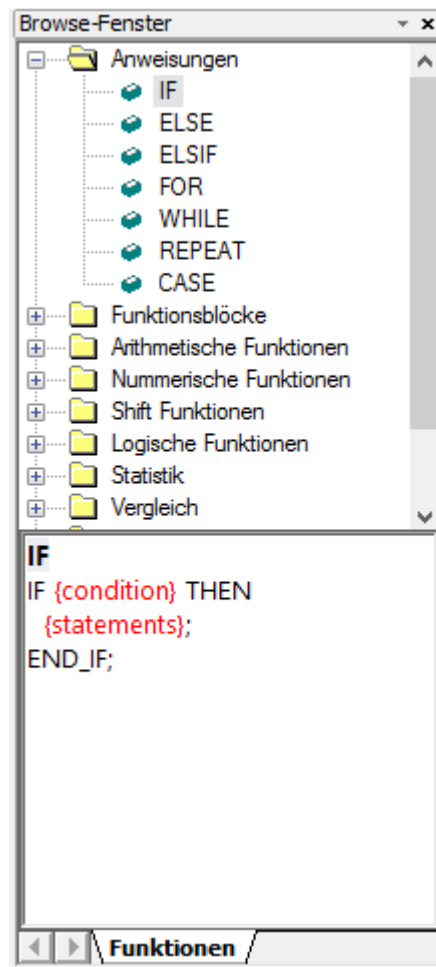 Browse-Fenster
Anweisungen
IF
ELSE
ELSIF
FOR
WHILE
REPEAT
CASE
Funktionsblöcke
Arithmetische Funktionen
Nummerische Funktionen
Shift Funktionen
Logische Funktionen
Statistik
Vergleich
IF
IF {condition} THEN
{statements};
END_IF;
Funktionen